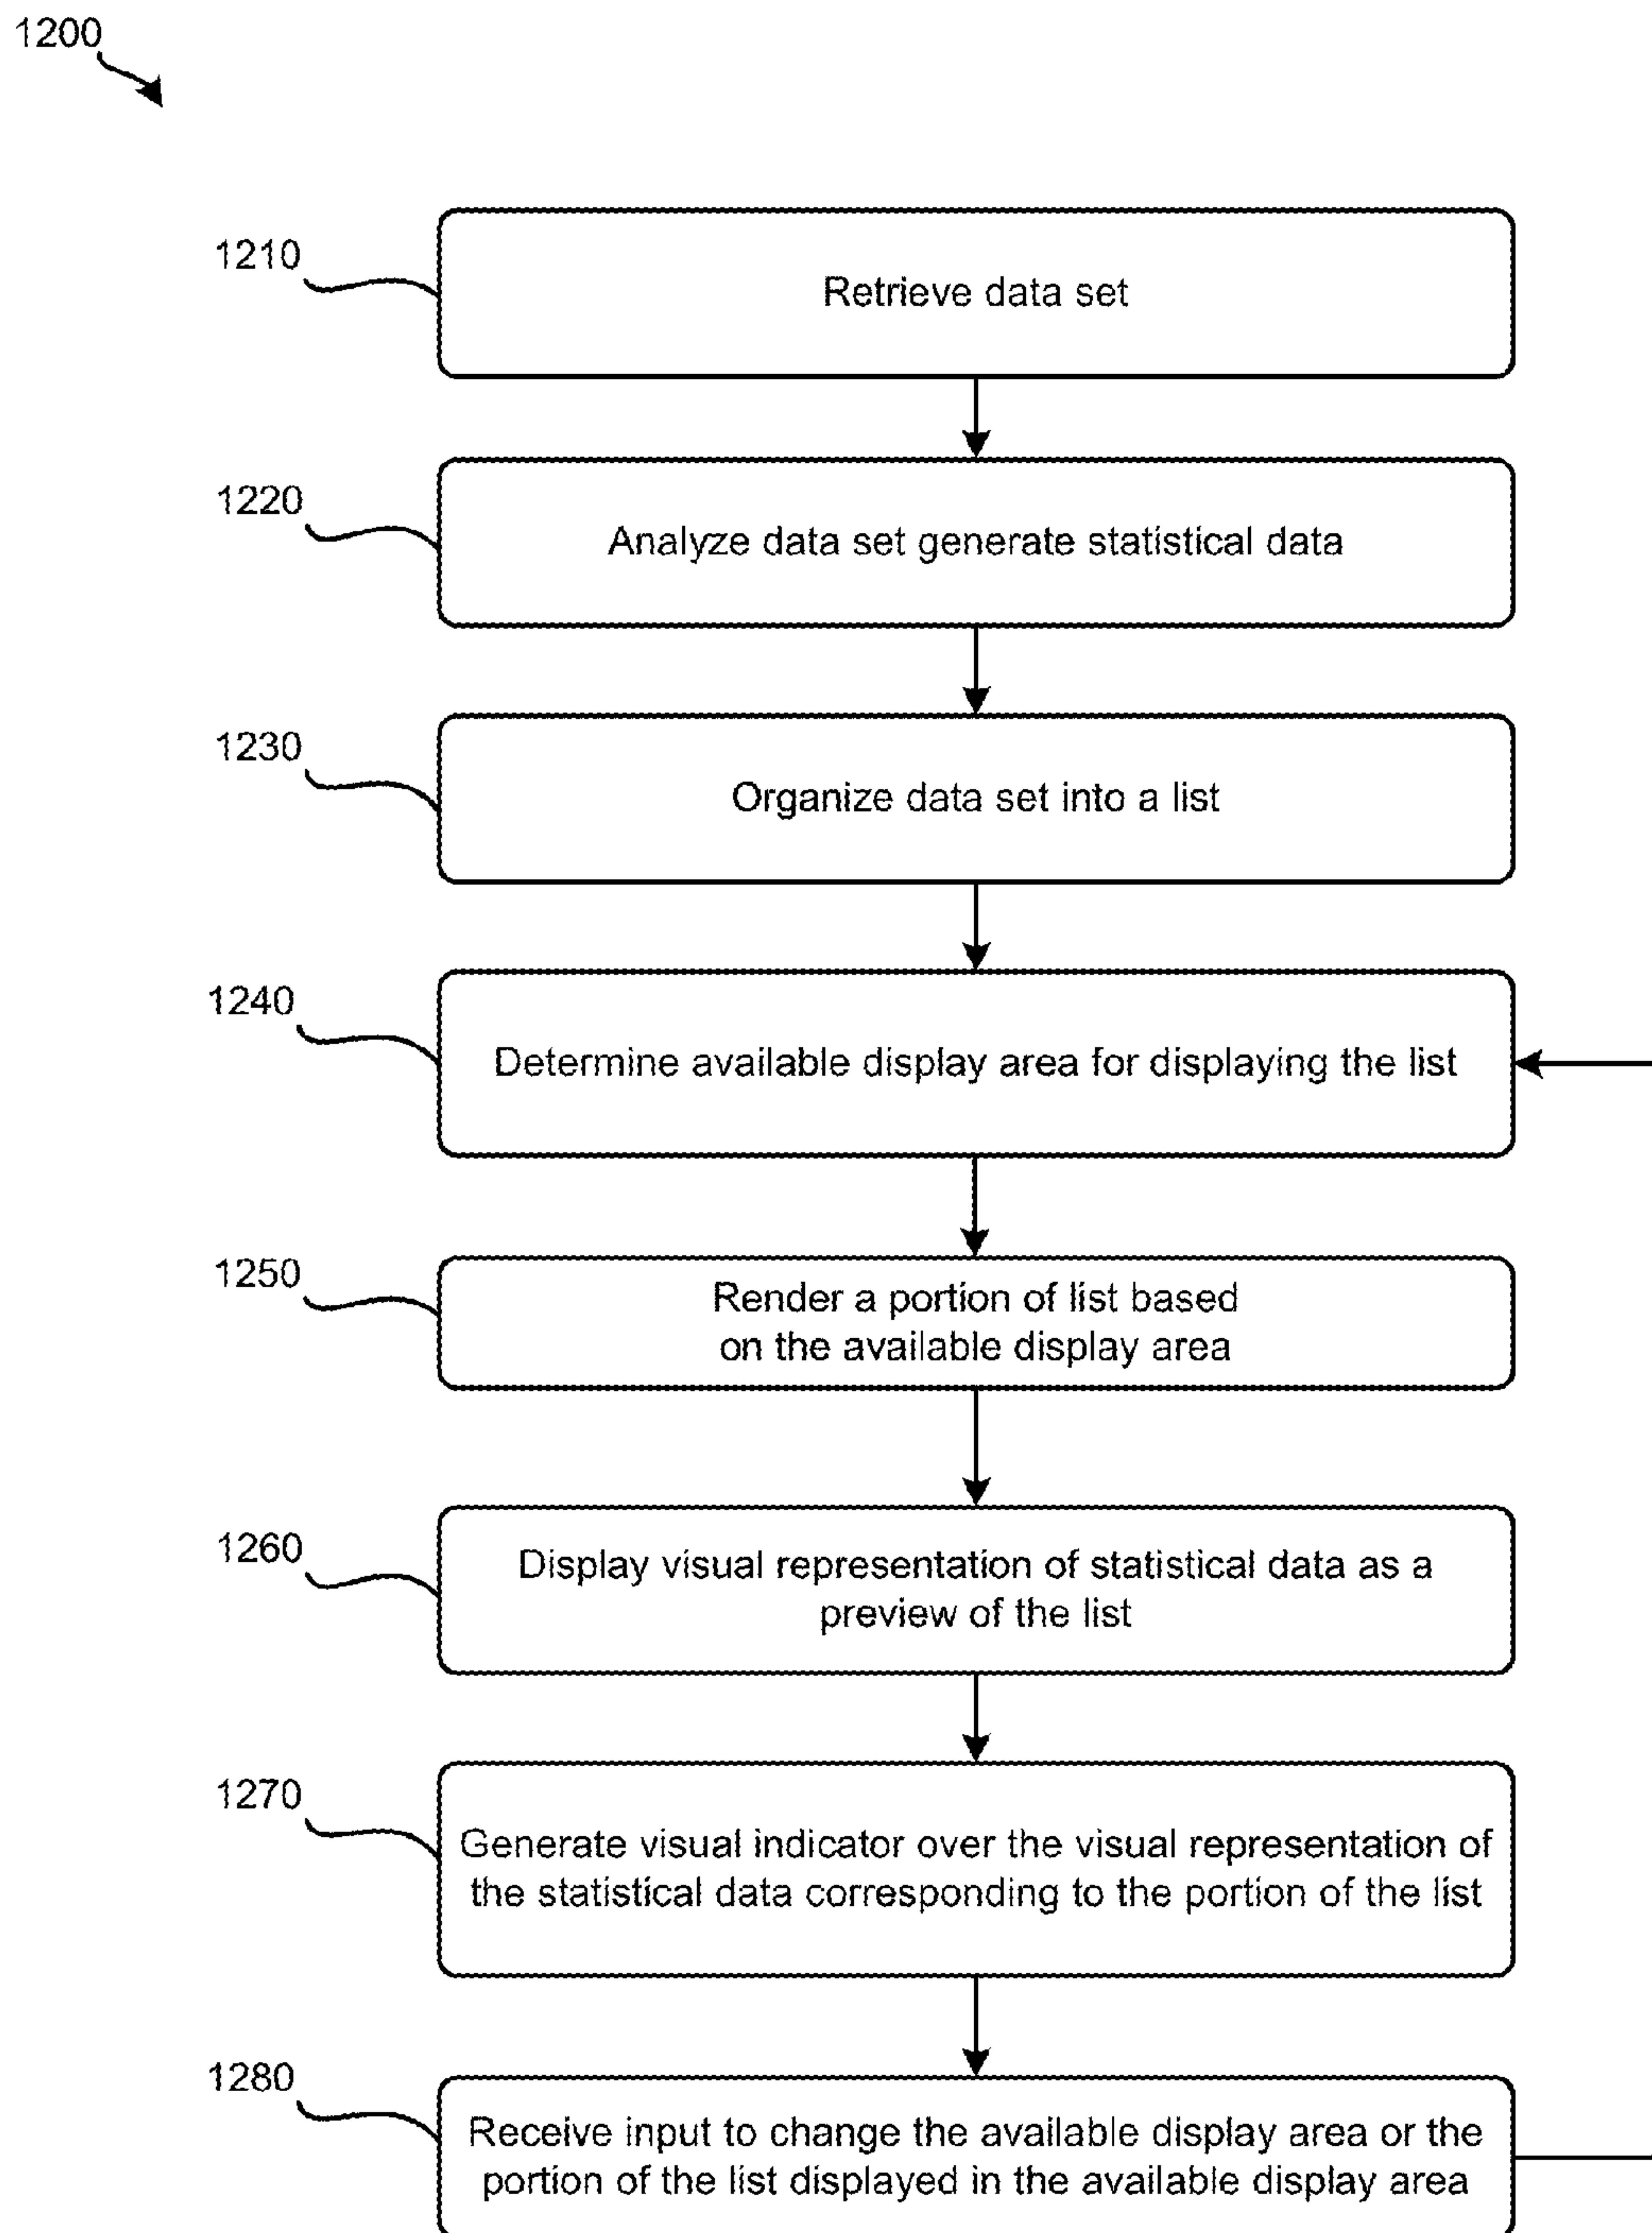 1200
1210
Retrieve data set
1220
Analyze data set generate statistical data
1230
Organize data set into a list
1240
Determine available display area for displaying the list
1250
Render a portion of list based
on the available display area
1260
Display visual representation of statistical data as a
preview of the list
1270
Generate visual indicator over the visual representation of
the statistical data corresponding to the portion of the list
1280
Receive input to change the available display area or the
portion of the list displayed in the available display area